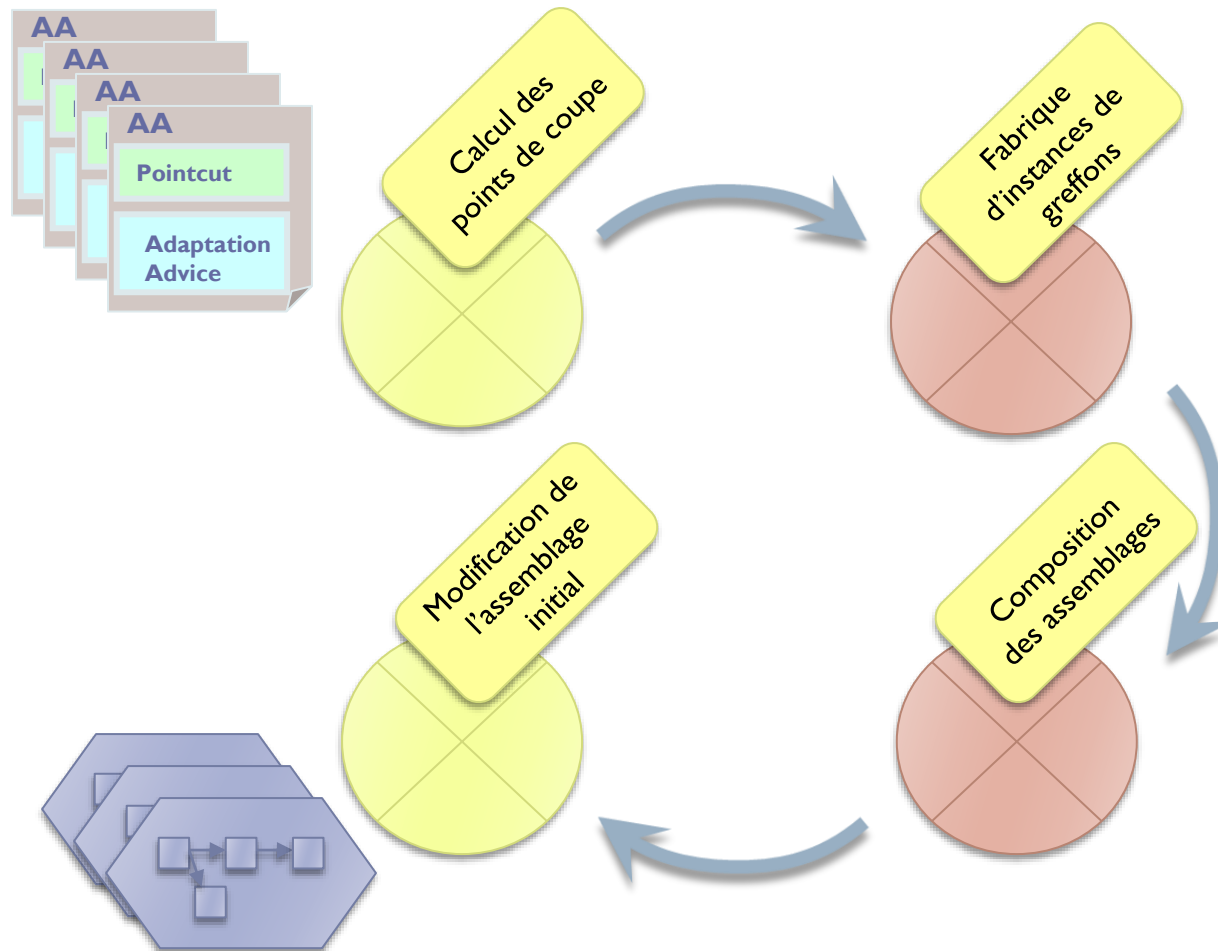 AA
AA
AA
AA
Pointcut
Adaptation
Advice
Calcul des
points de coupe
Fabrique
d'instances de
greffons
Modification de
l'assemblage
initial
Composition
des assemblages